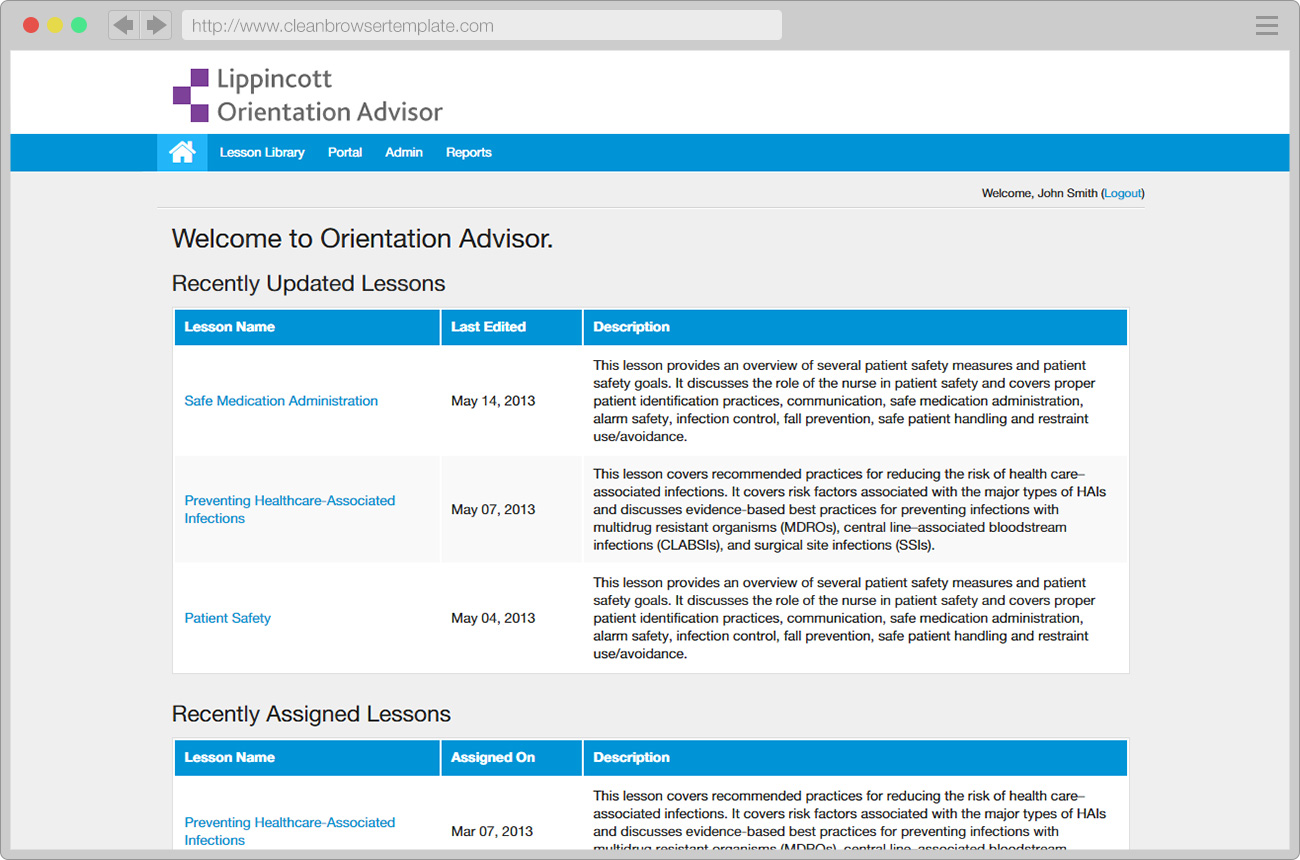 http://www.cleanbrowsertemplate.com
Lippincott
Orientation Advisor
Lesson Library Portal Admin Reports
Welcome, John Smith (Logout)
Welcome to Orientation Advisor.
Recently Updated Lessons
Lesson Name Last Edited Description
Safe Medication Administration
May 14, 2013
This lesson provides an overview of several patient safety measures and patient
safety goals. It discusses the role of the nurse in patient safety and covers proper
patient identification practices, communication, safe medication administration,
alarm safety, infection control, fall prevention, safe patient handling and restraint
use/avoidance.
Preventing Healthcare-Associated
Infections
May 07, 2013
This lesson covers recommended practices for reducing the risk of health care–
associated infections. It covers risk factors associated with the major types of HAIs
and discusses evidence-based best practices for preventing infections with
multidrug resistant organisms (MDROs), central line–associated bloodstream
infections (CLABSIs), and surgical site infections (SSIs).
Patient Safety
May 04, 2013
This lesson provides an overview of several patient safety measures and patient
safety goals. It discusses the role of the nurse in patient safety and covers proper
patient identification practices, communication, safe medication administration,
alarm safety, infection control, fall prevention, safe patient handling and restraint
use/avoidance.
Recently Assigned Lessons
Lesson Name Assigned On Description
Preventing Healthcare-Associated
Infections
Mar 07, 2013
This lesson covers recommended practices for reducing the risk of health care–
associated infections. It covers risk factors associated with the major types of HAIs
and discusses evidence-based best practices for preventing infections with
multidrug resistant organisms (MDROs), central line–associated bloodstream